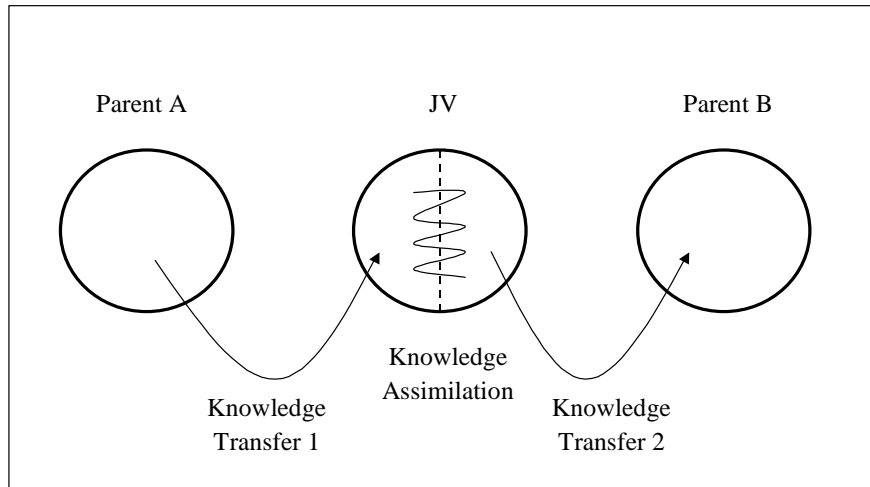 Parent A
JV
Parent B
Knowledge
Assimilation
Knowledge
Transfer 1
Knowledge
Transfer 2